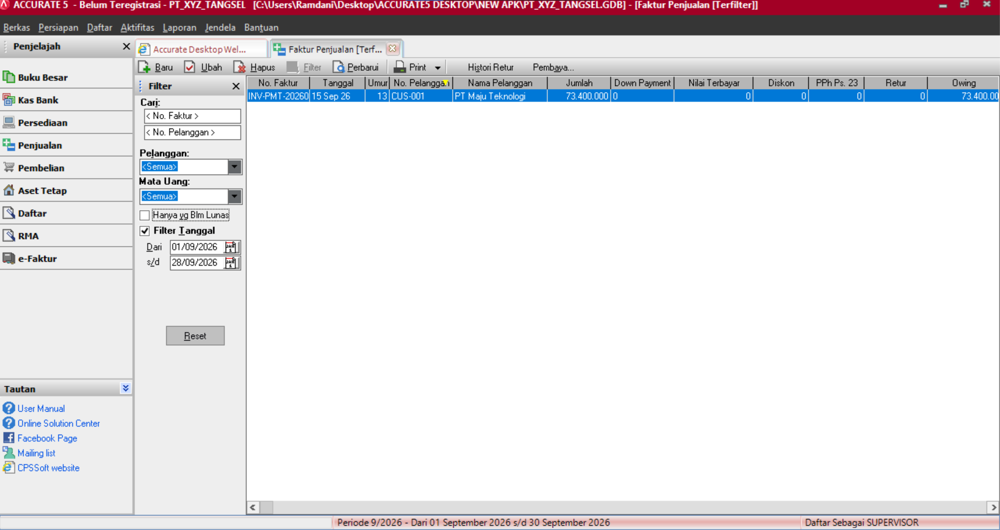 ACCURATE 5 - Belum Teregistrasi - PT_XYZ_TANGSEL [C:\Users\Ramdani\Desktop\ACCURATE5 DESKTOP\NEW APK\PT_XYZ_TANGSEL.GDB] - [Faktur Penjualan [Terfilter]]
Berkas Persiapan Daftar Aktifitas Laporan Jendela Bantuan
Penjelajah
Accurate Desktop Wel...
Faktur Penjualan [Terf...
Baru Ubah Hapus Filter Perbarui Print Histori Retur Pembaya...
Buku Besar
Kas Bank
Persediaan
Penjualan
Pembelian
Aset Tetap
Daftar
RMA
e-Faktur
Tautan
User Manual
Online Solution Center
Facebook Page
Mailing list
CPSSoft website
Filter
Cari:
< No. Faktur >
< No. Pelanggan >
Pelanggan:
<Semua>
Mata Uang:
<Semua>
Hanya yg Blm Lunas
Filter Tanggal
Dari 01/09/2026
s/d 28/09/2026
Reset
No. Faktur Tanggal Umur No. Pelanggan Nama Pelanggan Jumlah Down Payment Nilai Terbayar Diskon PPh Ps. 23 Retur Owing
INV-PMT-20260 15 Sep 26 13 CUS-001 PT Maju Teknologi 73.400.000 0 0 0 0 0 73.400.00
Periode 9/2026 - Dari 01 September 2026 s/d 30 September 2026
Daftar Sebagai SUPERVISOR